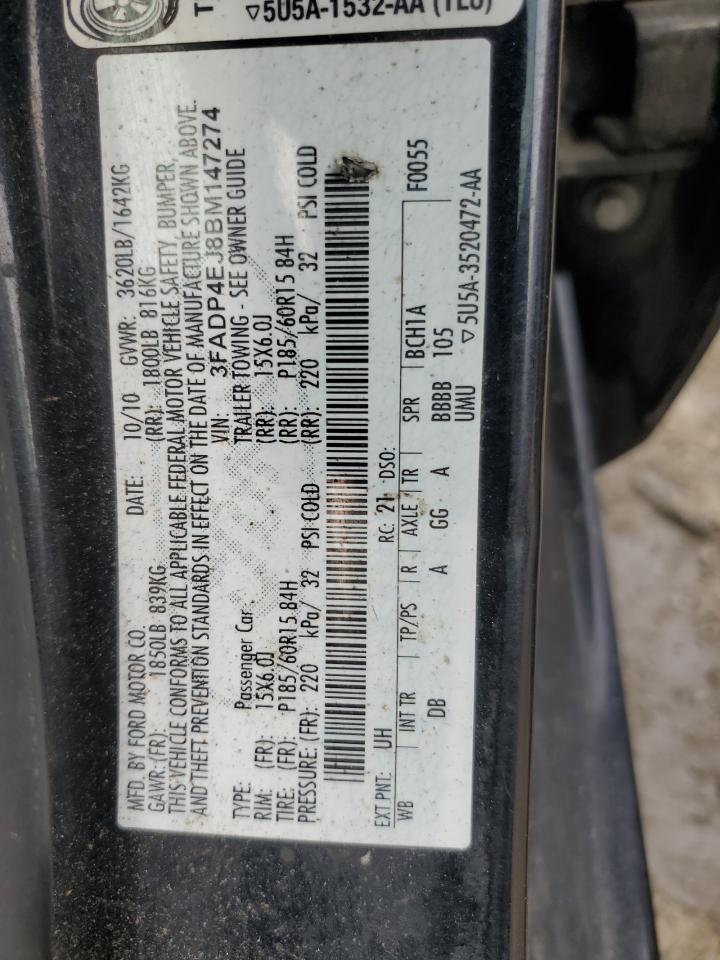 T
▽5U5A-1532-AA (TLU)
MFD. BY FORD MOTOR CO. DATE: 10/10 GVWR: 3620LB/1642KG
GAWR:(FR): 1850LB 839KG (RR): 1800LB 816KG
THIS VEHICLE CONFORMS TO ALL APPLICABLE FEDERAL MOTOR VEHICLE SAFETY, BUMPER,
AND THEFT PREVENTION STANDARDS IN EFFECT ON THE DATE OF MANUFACTURE SHOWN ABOVE.
VIN: 3FADP4EJ8BM147274
TYPE: Passenger Car TRAILER TOWING - SEE OWNER GUIDE
RIM: (FR): 15X6.0J (RR): 15X6.0J
TIRE: (FR): P185/60R15 84H (RR): P185/60R15 84H
PRESSURE: (FR): 220 kPa/ 32 PSI COLD (RR): 220 kPa/ 32 PSI COLD
EXT PNT: UH RC: 21 DSO: F0055
WB INT TR TP/PS R AXLE TR SPR BCH1A
DB A GG A BBBB 105
UMU
▽5U5A-3520472-AA